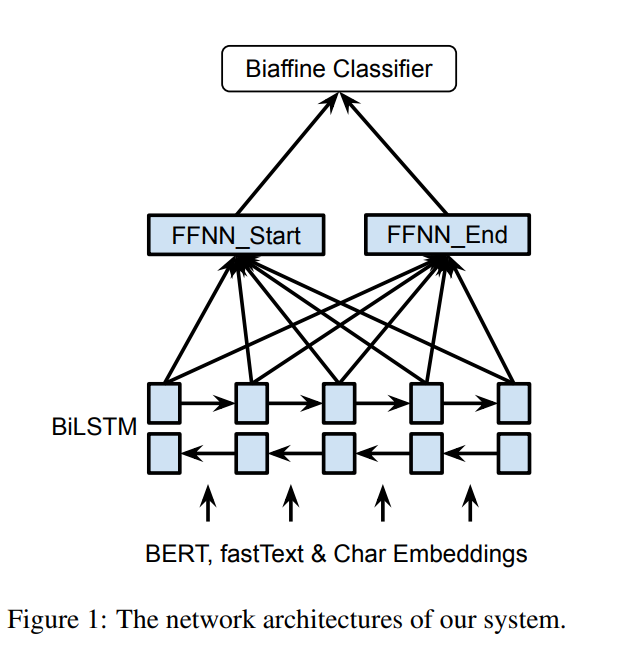 Biaffine Classifier
FFNN_Start
FFNN_End
BiLSTM
BERT, fastText & Char Embeddings
Figure 1: The network architectures of our system.